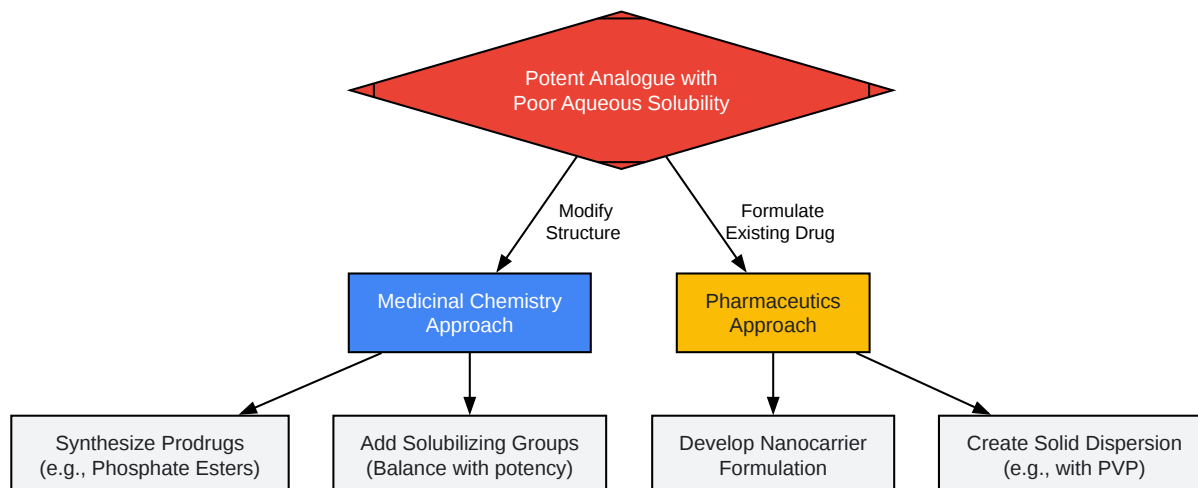 Potent Analogue with
Poor Aqueous Solubility
Modify
Structure
Formulate
Existing Drug
Medicinal Chemistry
Approach
Pharmaceutics
Approach
Synthesize Prodrugs
(e.g., Phosphate Esters)
Add Solubilizing Groups
(Balance with potency)
Develop Nanocarrier
Formulation
Create Solid Dispersion
(e.g., with PVP)